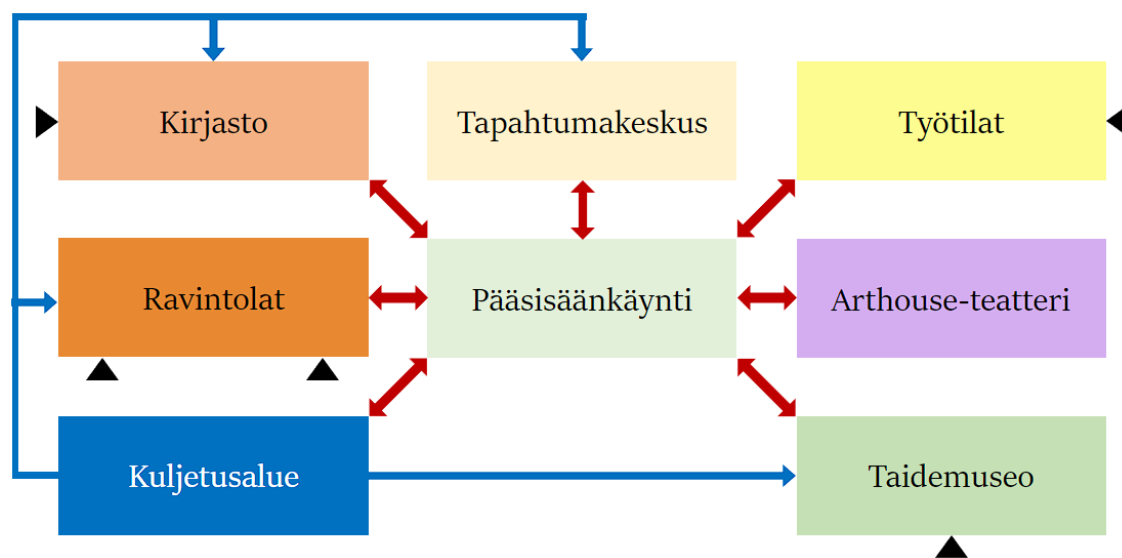 Kirjasto
Tapahtumakeskus
Työtilat
Ravintolat
Pääsisäänkäynti
Arthouse-teatteri
Kuljetusalue
Taidemuseo